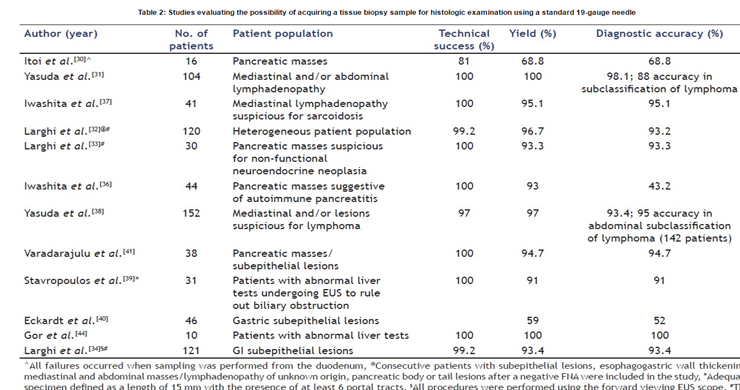 Table 2: Studies evaluating the possibility of acquiring a tissue biopsy sample for histologic examination using a standard 19-gauge needle
Author (year) No. of patients Patient population Technical success (%) Yield (%) Diagnostic accuracy (%)
Itoi et al.[30]^ 16 Pancreatic masses 81 68.8 68.8
Yasuda et al.[31] 104 Mediastinal and/or abdominal lymphadenopathy 100 100 98.1; 88 accuracy in subclassification of lymphoma
Iwashita et al.[37] 41 Mediastinal lymphadenopathy suspicious for sarcoidosis 100 95.1 95.1
Larghi et al.[32]@# 120 Heterogeneous patient population 99.2 96.7 93.2
Larghi et al.[33]# 30 Pancreatic masses suspicious for non-functional neuroendocrine neoplasia 100 93.3 93.3
Iwashita et al.[36] 44 Pancreatic masses suggestive of autoimmune pancreatitis 100 93 43.2
Yasuda et al.[38] 152 Mediastinal and/or lesions suspicious for lymphoma 97 97 93.4; 95 accuracy in abdominal subclassification of lymphoma (142 patients)
Varadarajulu et al.[41] 38 Pancreatic masses/ subepithelial lesions 100 94.7 94.7
Stavropoulos et al.[39]* 31 Patients with abnormal liver tests undergoing EUS to rule out biliary obstruction 100 91 91
Eckardt et al.[40] 46 Gastric subepithelial lesions 59 52
Gor et al.[44] 10 Patients with abnormal liver tests 100 100 100
Larghi et al.[34]$# 121 GI subepithelial lesions 99.2 93.4 93.4
^All failures occurred when sampling was performed from the duodenum, @Consecutive patients with subepithelial lesions, esophagogastric wall thickenin
mediastinal and abdominal masses/lymphadenopathy of unknown origin, pancreatic body or tail lesions after a negative FNA were included in the study, *Adequa
specimen defined as a length of 15 mm with the presence of at least 6 portal tracts. $All procedures were performed using the forward viewing EUS scope.